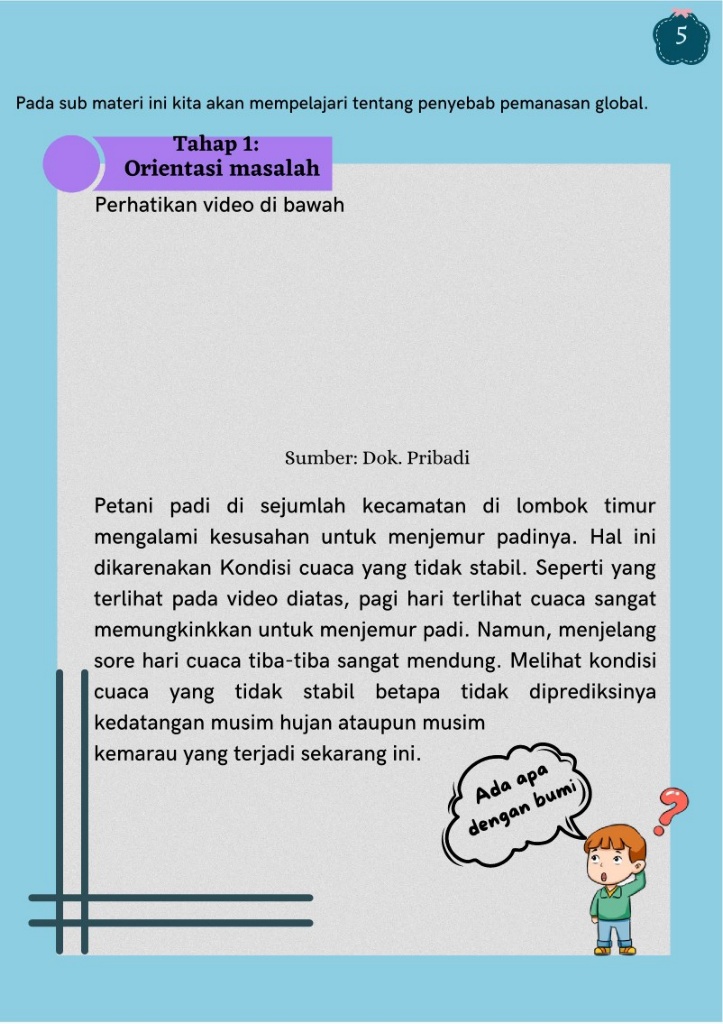 5
Pada sub materi ini kita akan mempelajari tentang penyebab pemanasan global.
Tahap 1:
Orientasi masalah
Perhatikan video di bawah
Sumber: Dok. Pribadi
Petani padi di sejumlah kecamatan di lombok timur
mengalami kesusahan untuk menjemur padinya. Hal ini
dikarenakan Kondisi cuaca yang tidak stabil. Seperti yang
terlihat pada video diatas, pagi hari terlihat cuaca sangat
memungkinkkan untuk menjemur padi. Namun, menjelang
sore hari cuaca tiba-tiba sangat mendung. Melihat kondisi
cuaca yang tidak stabil betapa tidak diprediksinya
kedatangan musim hujan ataupun musim
kemarau yang terjadi sekarang ini.
Ada apa
dengan bumi
?